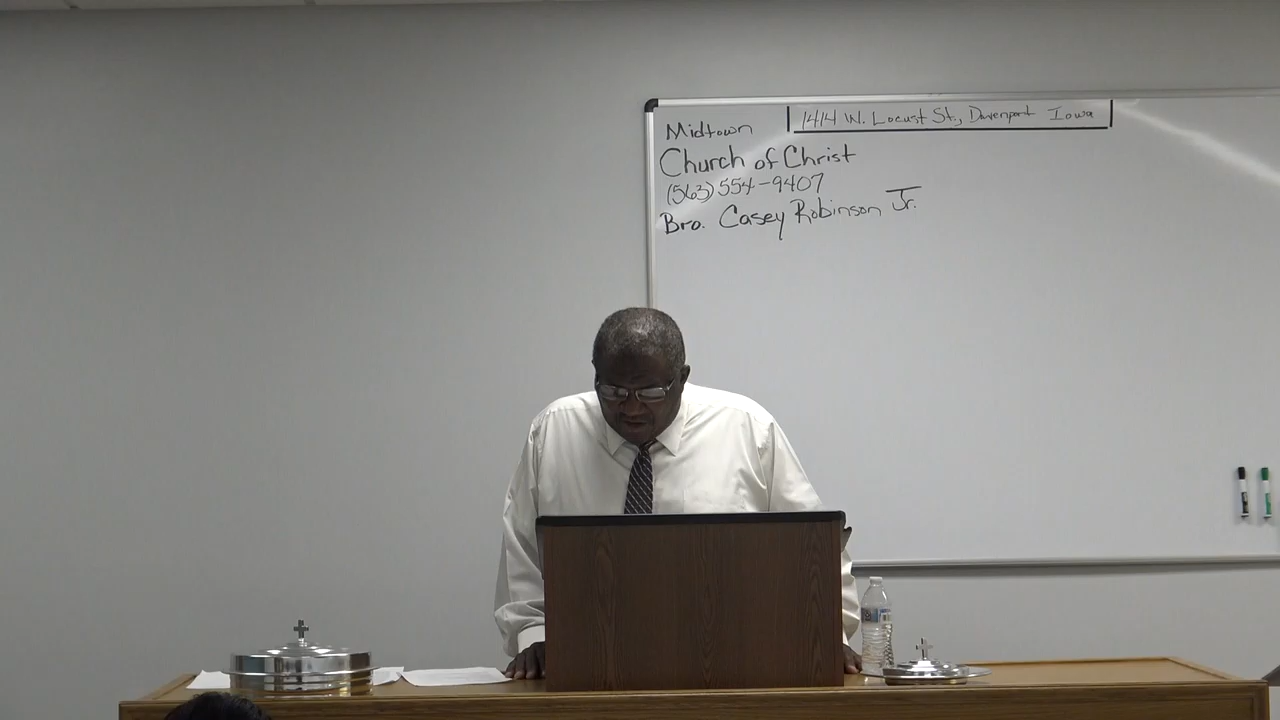 Midtown
1414 W. Locust St., Davenport Iowa
Church of Christ
(563) 554-9407
Bro. Casey Robinson Jr.